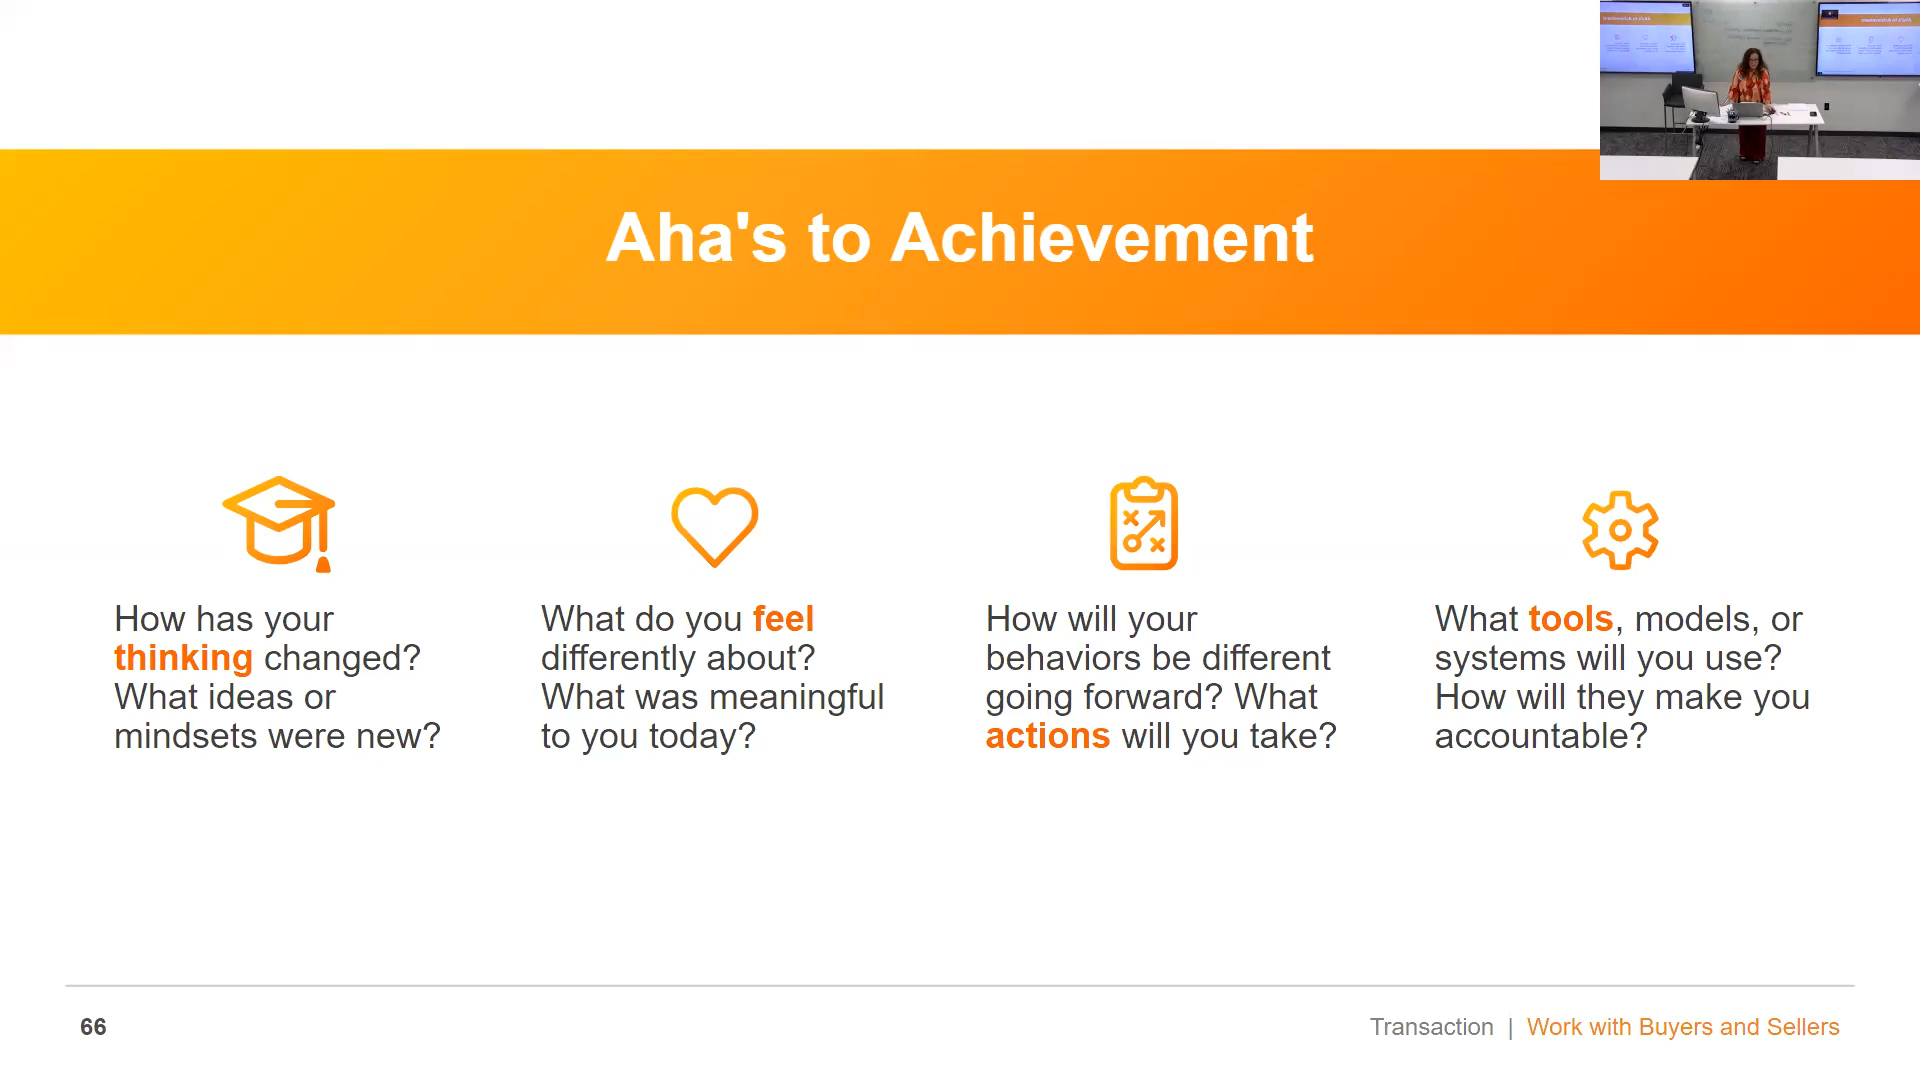 Aha's to Achievement
How has your
thinking changed?
What ideas or
mindsets were new?
What do you feel
differently about?
What was meaningful
to you today?
How will your
behaviors be different
going forward? What
actions will you take?
What tools, models, or
systems will you use?
How will they make you
accountable?
66
Transaction | Work with Buyers and Sellers